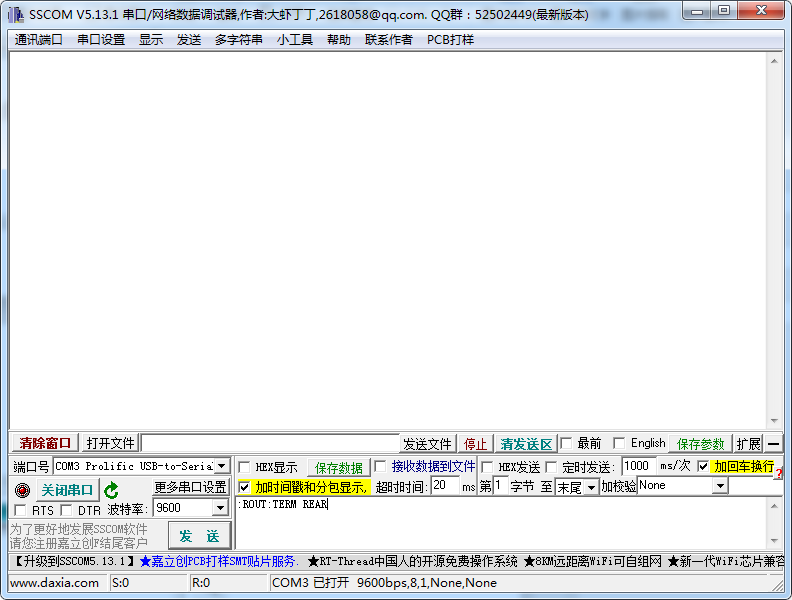 SSCOM V5.13.1 串口/网络数据调试器,作者:大虾丁丁,2618058@qq.com. QQ群：52502449(最新版本)
通讯端口 串口设置 显示 发送 多字符串 小工具 帮助 联系作者 PCB打样
清除窗口 打开文件 发送文件 停止 清发送区 最前 English 保存参数 扩展 —
端口号 COM3 Prolific USB-to-Seria HEX显示 保存数据 接收数据到文件 HEX发送 定时发送: 1000 ms/次 加回车换行
关闭串口 更多串口设置 加时间戳和分包显示, 超时时间: 20 ms 第 1 字节 至 末尾 加校验 None
RTS DTR 波特率: 9600 :ROUT:TERM REAR
为了更好地发展SSCOM软件
请您注册嘉立创F结尾客户
发 送
【升级到SSCOM5.13.1】★嘉立创PCB打样SMT贴片服务. ★RT-Thread中国人的开源免费操作系统 ★8KM远距离WiFi可自组网 ★新一代WiFi芯片兼容
www.daxia.com S:0 R:0 COM3 已打开 9600bps,8,1,None,None